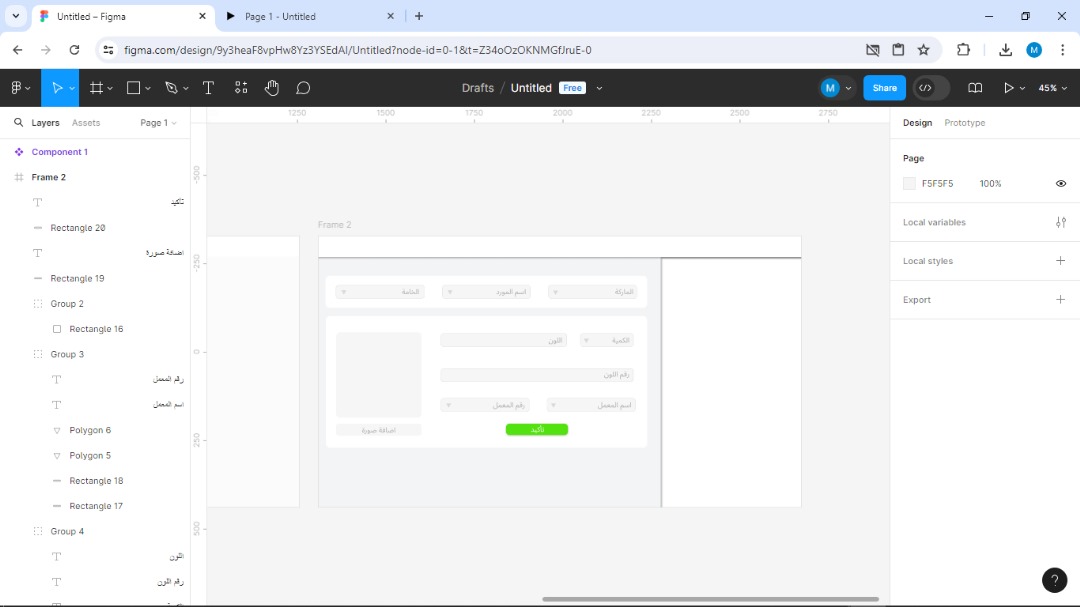 Untitled – Figma
Page 1 - Untitled
figma.com/design/9y3heaF8vpHw8Yz3YSEdAI/Untitled?node-id=0-1&t=Z34oOzOKNMGfJruE-0
M
Drafts / Untitled Free
M
Share
45%
Layers Assets Page 1
Design Prototype
1250 1500 1750 2000 2250 2500 2750
-500 -250 0 250 500
Component 1
Frame 2
تاكيد
Rectangle 20
اضافة صورة
Rectangle 19
Group 2
Rectangle 16
Group 3
رقم المعمل
اسم المعمل
Polygon 6
Polygon 5
Rectangle 18
Rectangle 17
Group 4
اللون
رقم اللون
Frame 2
الماركة
اسم المورد
الخامة
الكمية
اللون
رقم اللون
اسم المعمل
رقم المعمل
اضافة صورة
تأكيد
Page
F5F5F5 100%
Local variables
Local styles
Export
?